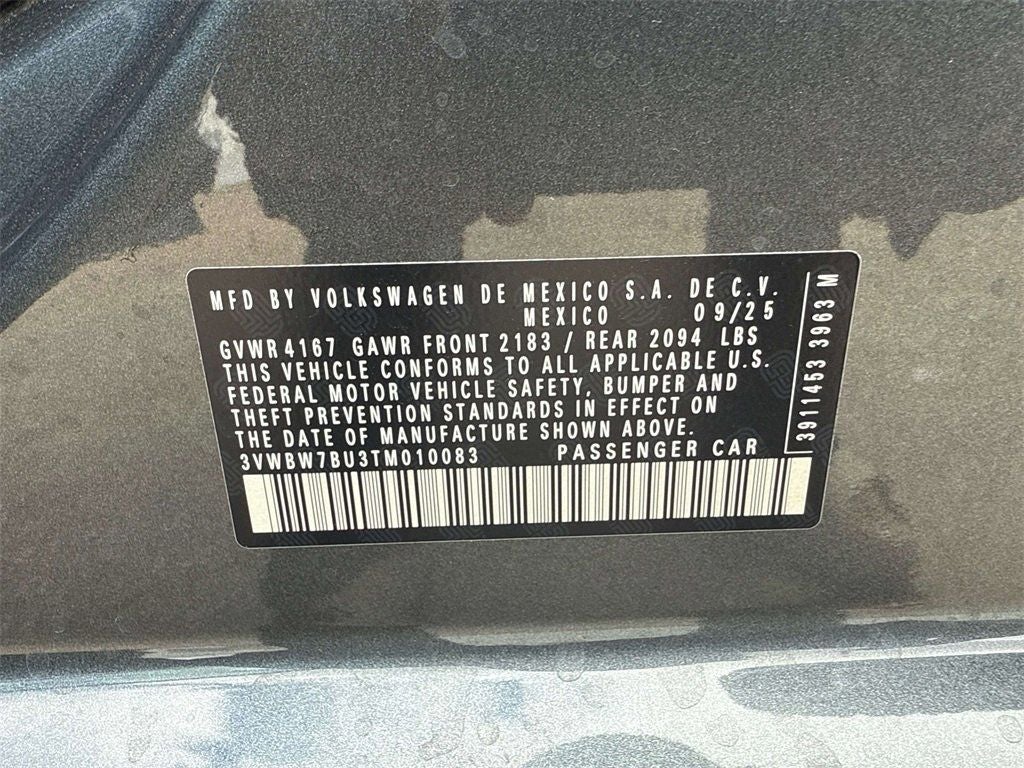 MFD BY VOLKSWAGEN DE MEXICO S.A. DE C.V.
MEXICO 09/25
GVWR 4167 GAWR FRONT 2183 / REAR 2094 LBS
THIS VEHICLE CONFORMS TO ALL APPLICABLE U.S.
FEDERAL MOTOR VEHICLE SAFETY, BUMPER AND
THEFT PREVENTION STANDARDS IN EFFECT ON
THE DATE OF MANUFACTURE SHOWN ABOVE.
3VWBW7BU3TM010083 PASSENGER CAR
3911453 3963 M